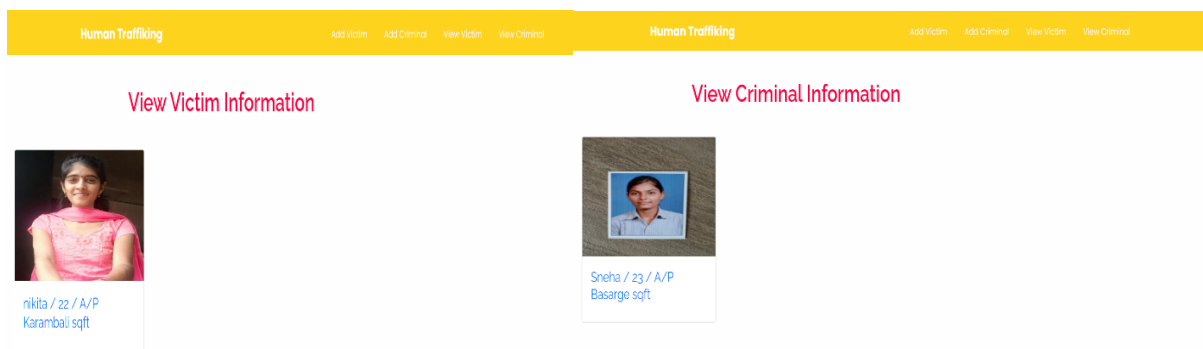 Human Traffiking
Add Victim Add Criminal View Victim View Criminal
View Victim Information
nikita / 22 / A/P
Karambali sqft
Human Traffiking
Add Victim Add Criminal View Victim View Criminal
View Criminal Information
Sneha / 23 / A/P
Basarge sqft